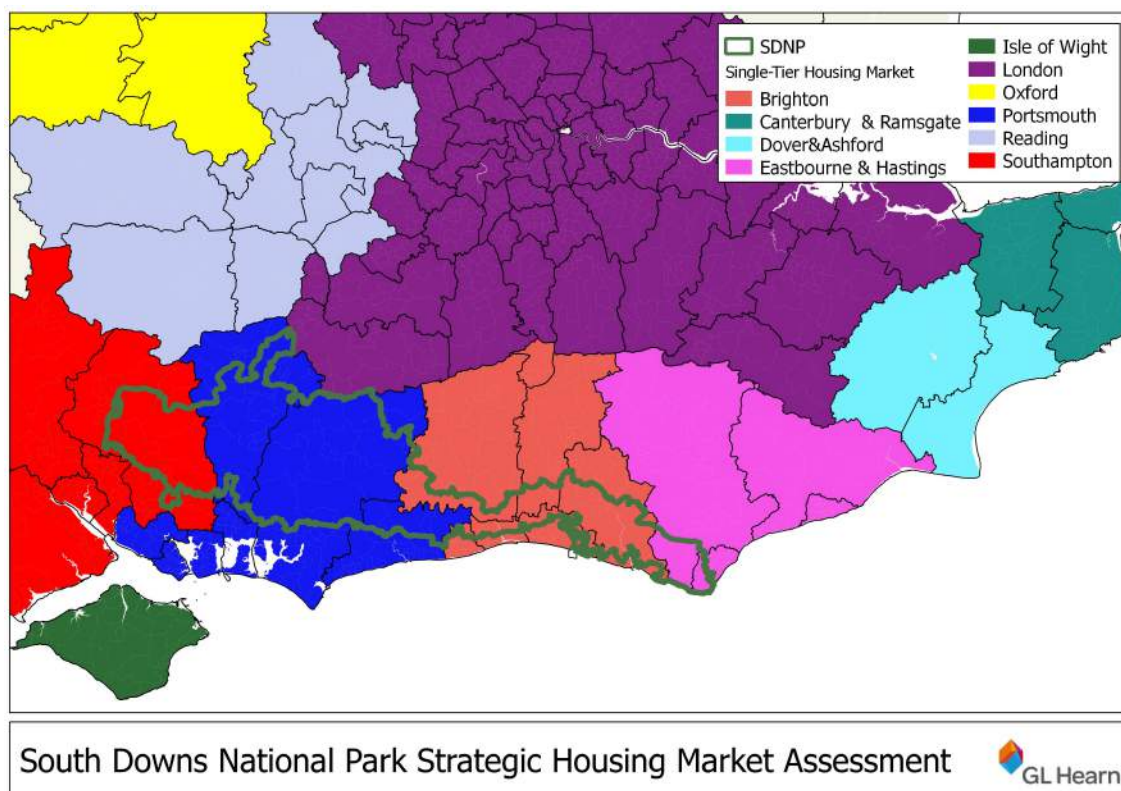 SDNP
Single-Tier Housing Market
Brighton
Canterbury & Ramsgate
Dover&Ashford
Eastbourne & Hastings
Isle of Wight
London
Oxford
Portsmouth
Reading
Southampton
South Downs National Park Strategic Housing Market Assessment
GL Hearn